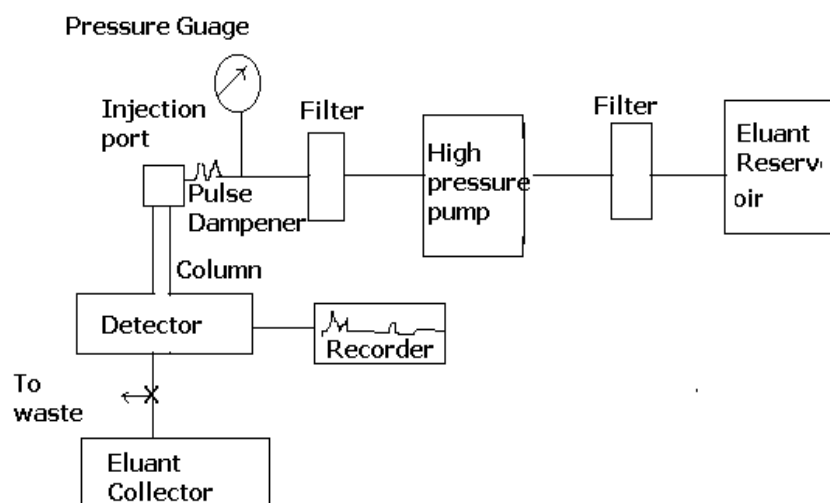 Pressure Guage
Injection
port
Filter
Filter
High
pressure
pump
Eluant
Reserv
oir
Pulse
Dampener
Column
Detector
Recorder
To
waste
Eluant
Collector